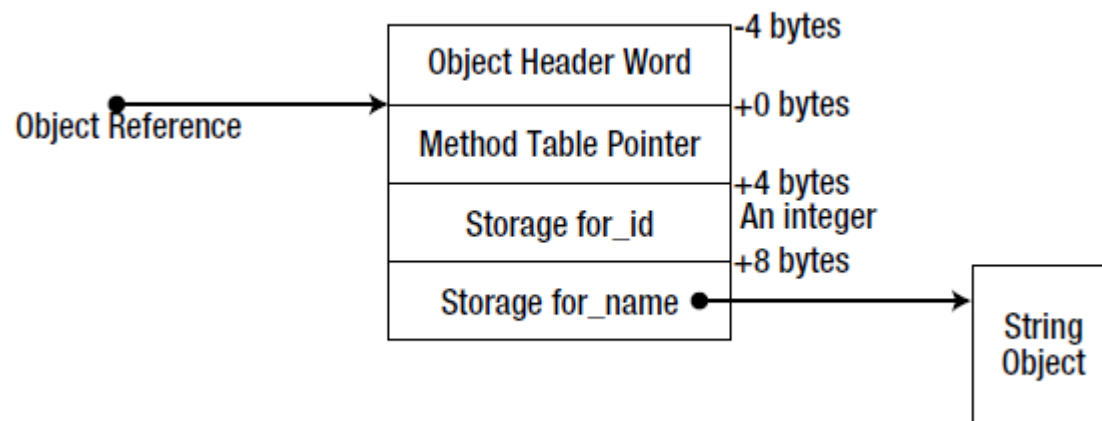 -4 bytes
Object Header Word
Object Reference
+0 bytes
Method Table Pointer
+4 bytes
Storage for_id
An integer
+8 bytes
Storage for_name
String
Object